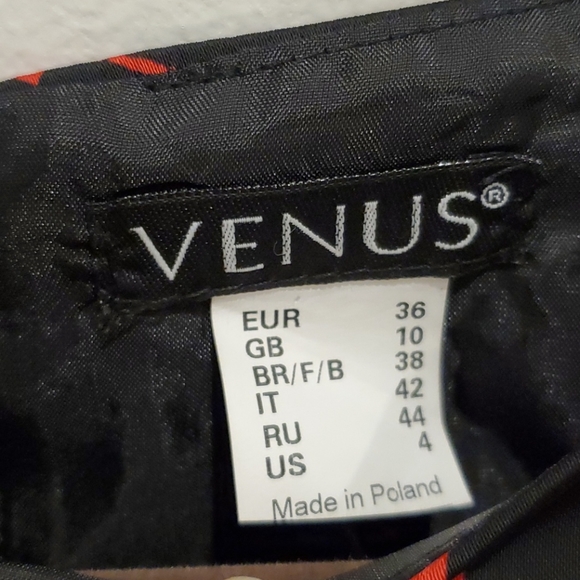 VENUS®
EUR 36
GB 10
BR/F/B 38
IT 42
RU 44
US 4
Made in Poland